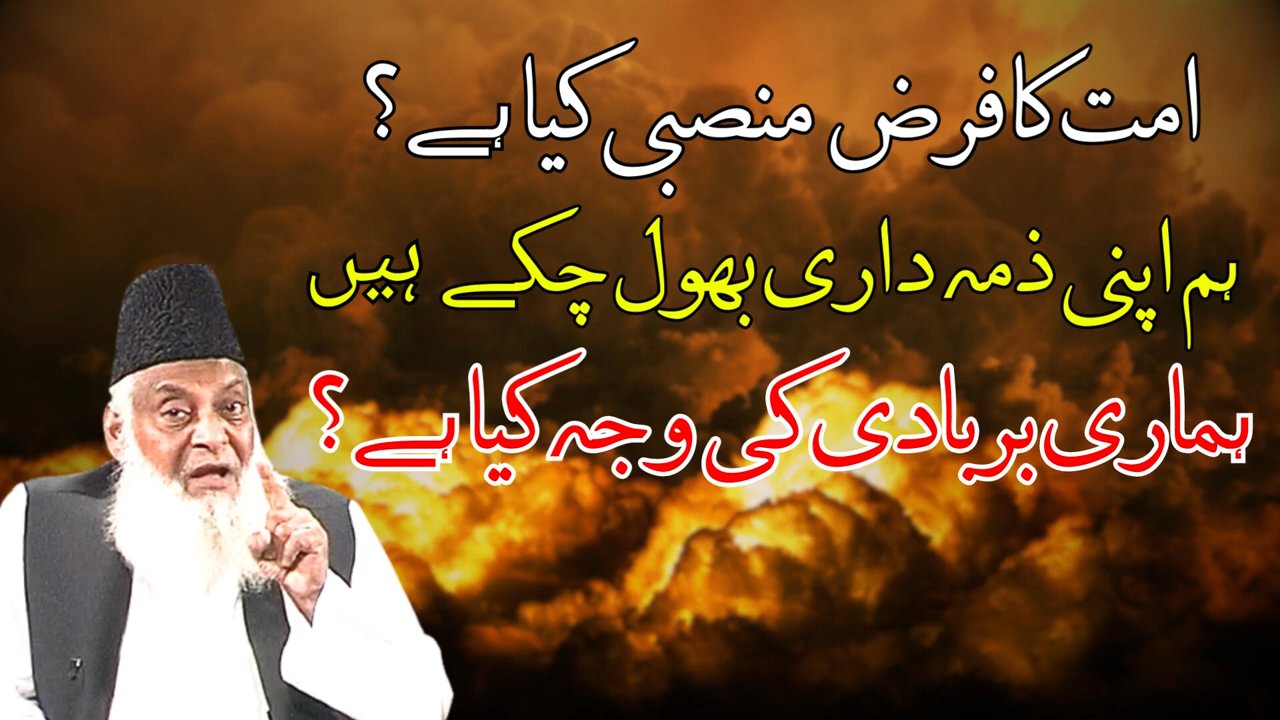 امت کا فرض منصبی کیا ہے؟
ہم اپنی ذمہ داری بھول چکے ہیں
ہماری بربادی کی وجہ کیا ہے؟